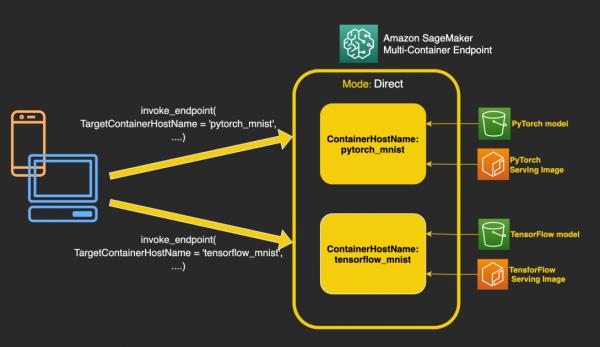 Amazon SageMaker
Multi-Container Endpoint
Mode: Direct
invoke_endpoint(
TargetContainerHostName = 'pytorch_mnist',
....)
ContainerHostName:
pytorch_mnist
PyTorch model
PyTorch
Serving Image
invoke_endpoint(
TargetContainerHostName = 'tensorflow_mnist',
....)
ContainerHostName:
tensorflow_mnist
TensorFlow model
TensforFlow
Serving Image